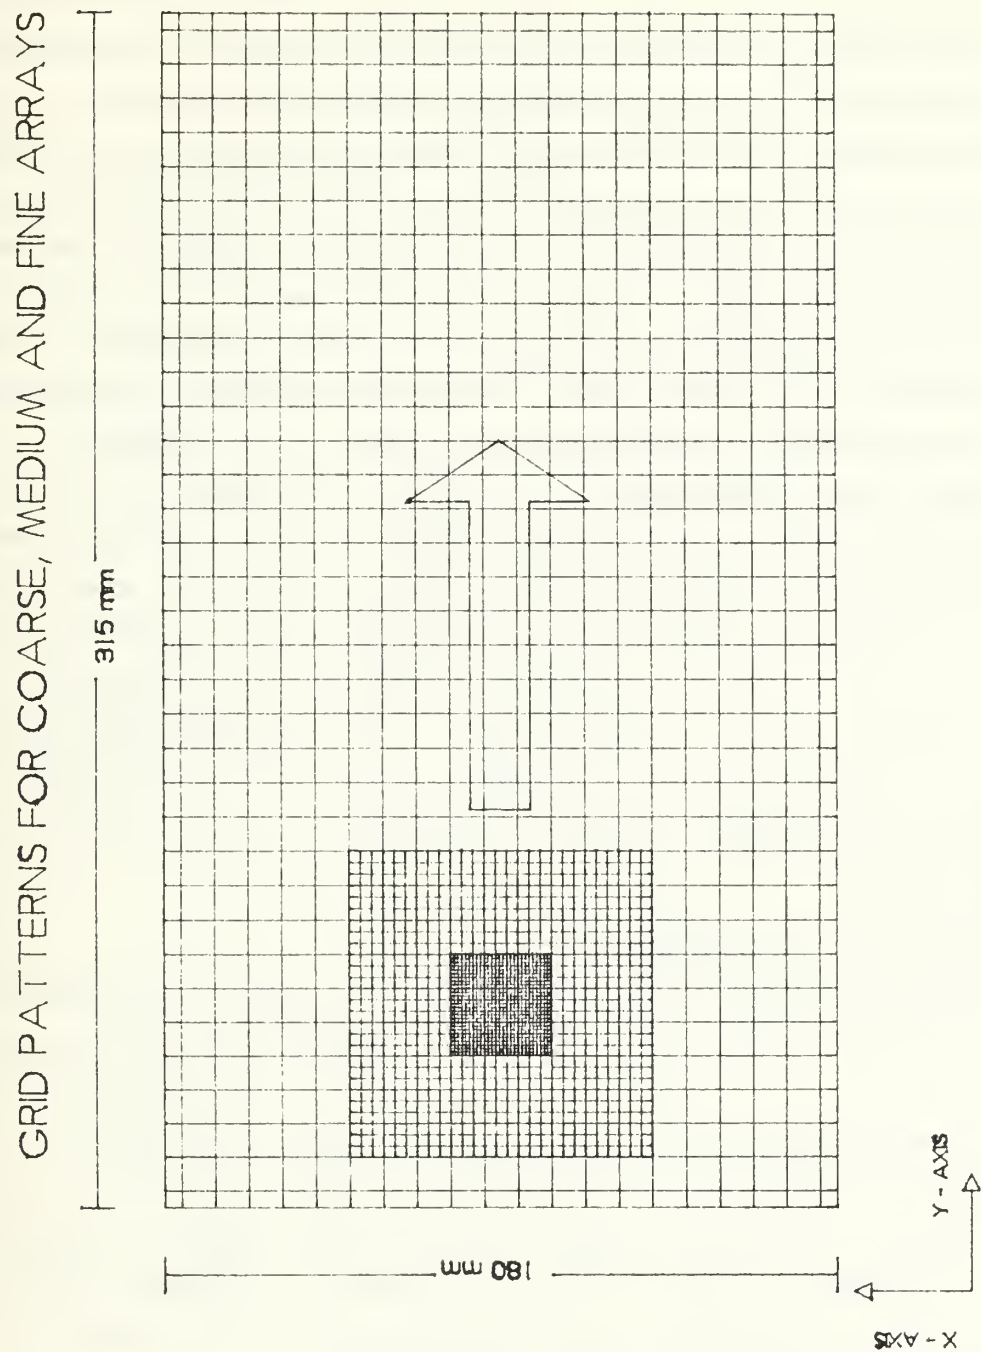 GRID PATTERNS FOR COARSE, MEDIUM AND FINE ARRAYS
315 mm
180 mm
Y - AXIS
X - AXIS